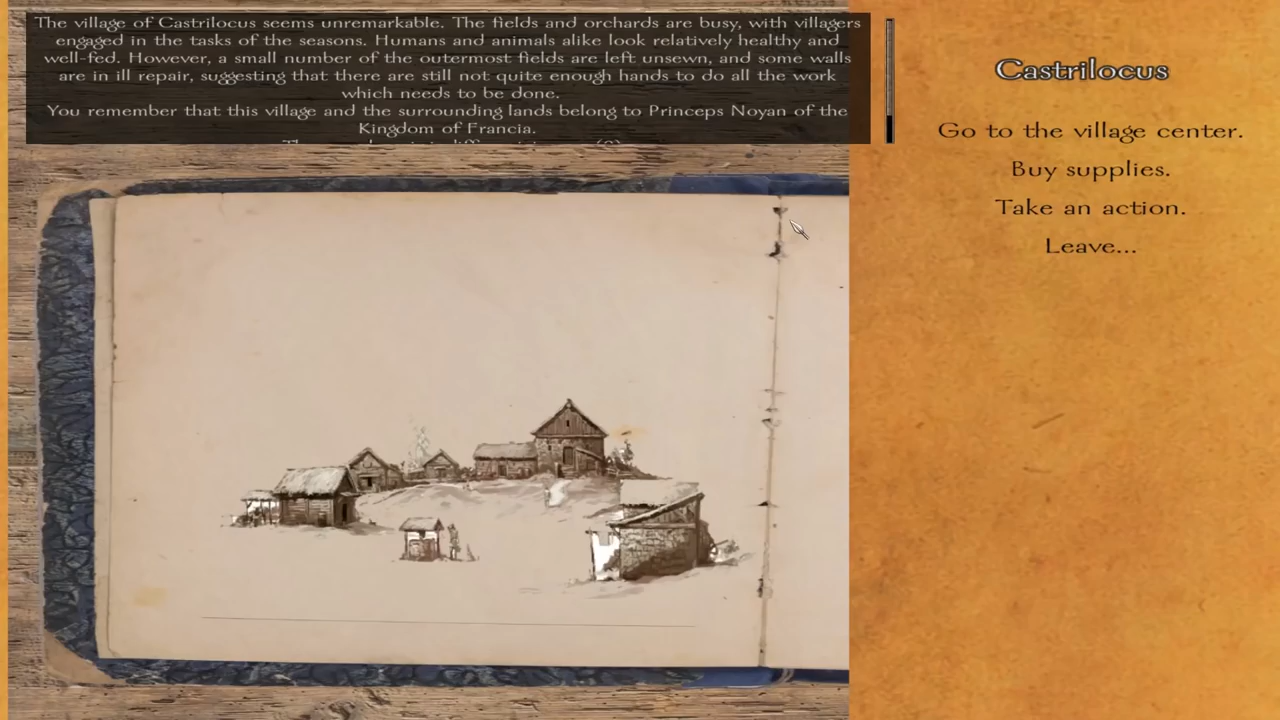 The village of Castrilocus seems unremarkable. The fields and orchards are busy, with villagers
engaged in the tasks of the seasons. Humans and animals alike look relatively healthy and
well-fed. However, a small number of the outermost fields are left unsewn, and some walls
are in ill repair, suggesting that there are still not quite enough hands to do all the work
which needs to be done.
You remember that this village and the surrounding lands belong to Princeps Noyan of the
Kingdom of Francia.
Castrilocus
Go to the village center.
Buy supplies.
Take an action.
Leave...